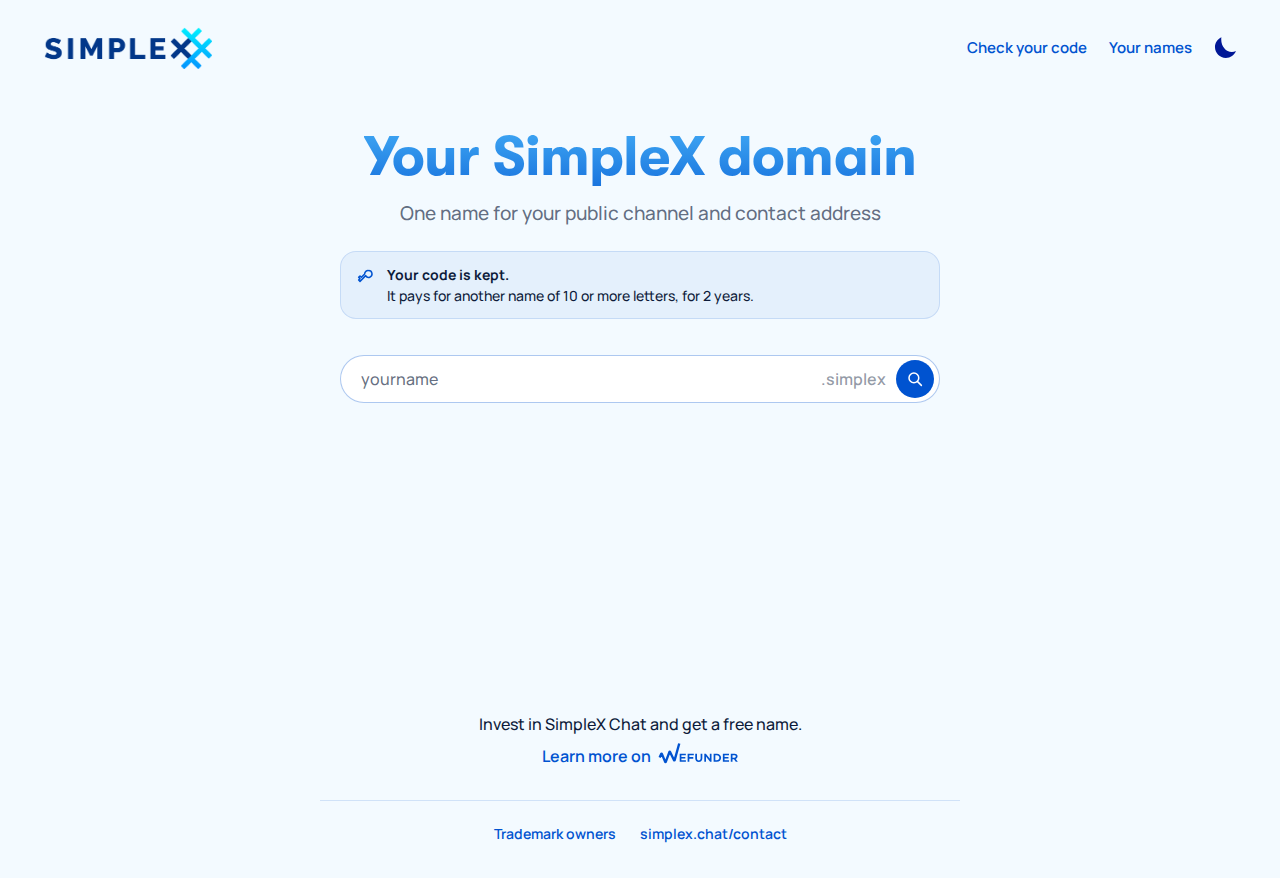 SIMPLEX
Check your code
Your names
Your SimpleX domain
One name for your public channel and contact address
Your code is kept.
It pays for another name of 10 or more letters, for 2 years.
yourname
.simplex
Invest in SimpleX Chat and get a free name.
Learn more on WEFUNDER
Trademark owners
simplex.chat/contact